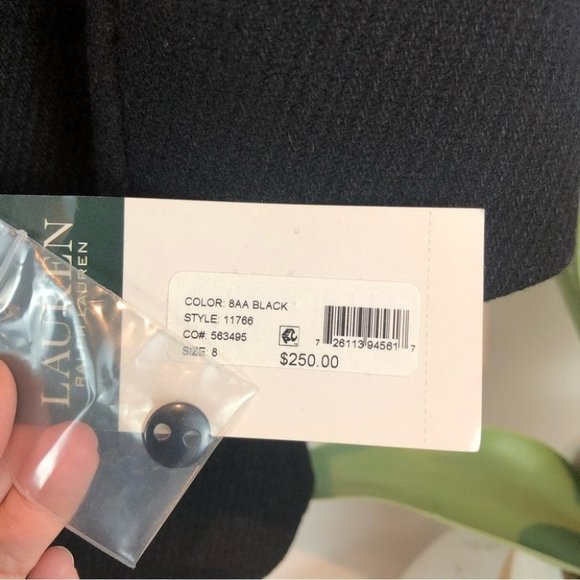 LAUREN
RALPH LAUREN
COLOR: 8AA BLACK
STYLE: 11766
CO#: 563495
SIZE: 8
7 26113 94561 7
$250.00